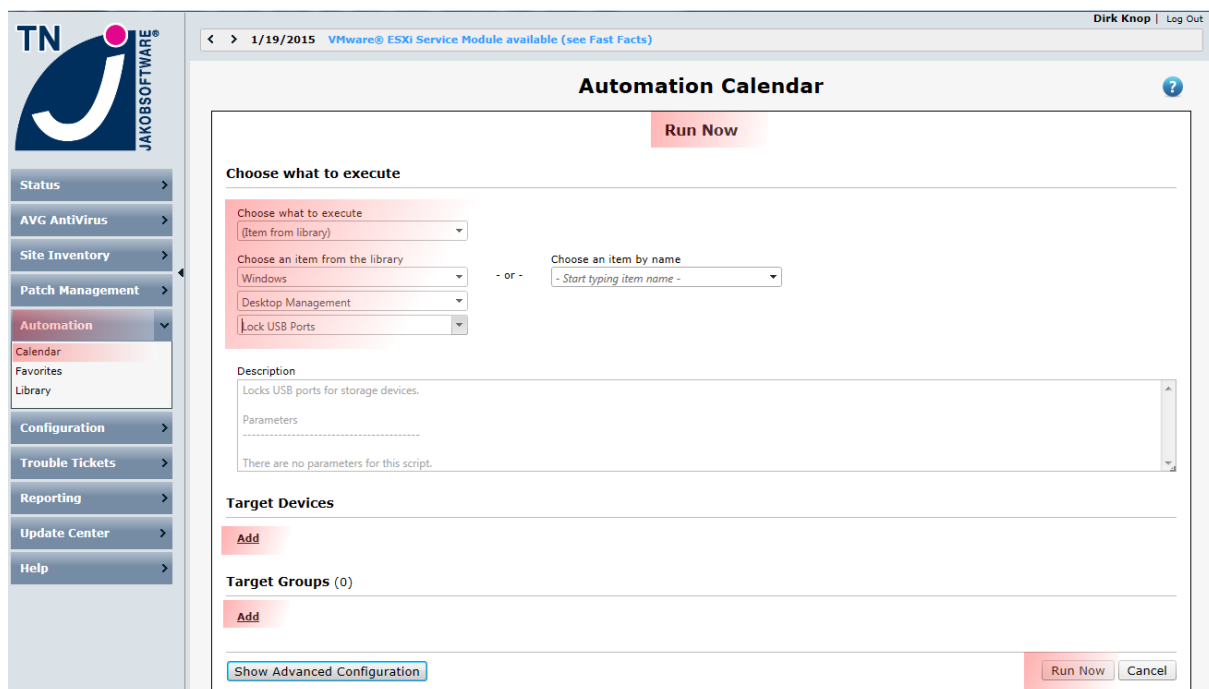 Dirk Knop | Log Out
TN
JAKOBSOFTWARE®
< > 1/19/2015 VMware® ESXi Service Module available (see Fast Facts)
Automation Calendar
?
Run Now
Status
AVG AntiVirus
Site Inventory
Patch Management
Automation
Calendar
Favorites
Library
Configuration
Trouble Tickets
Reporting
Update Center
Help
Choose what to execute
Choose what to execute
(Item from library)
Choose an item from the library
Windows
Desktop Management
Lock USB Ports
- or -
Choose an item by name
- Start typing item name -
Description
Locks USB ports for storage devices.
Parameters
----------------------------------------
There are no parameters for this script.
Target Devices
Add
Target Groups (0)
Add
Show Advanced Configuration
Run Now
Cancel